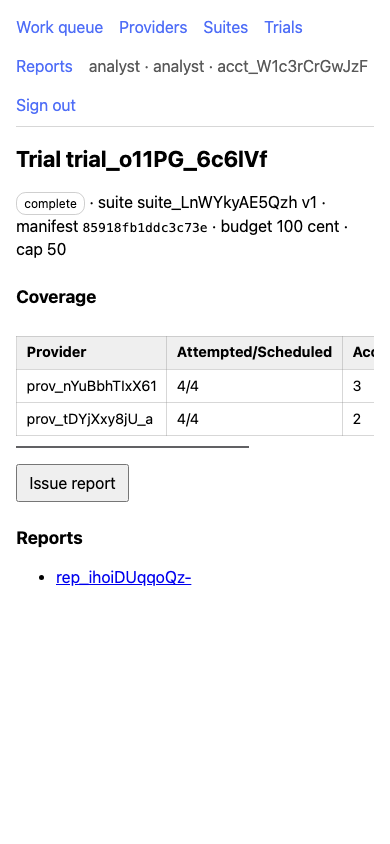 Work queue Providers Suites Trials
Reports analyst · analyst · acct_W1c3rCrGwJzF
Sign out
Trial trial_o11PG_6c6lVf
complete · suite suite_LnWYkyAE5Qzh v1 ·
manifest 85918fb1ddc3c73e · budget 100 cent ·
cap 50
Coverage
Provider Attempted/Scheduled Acc
prov_nYuBbhTIxX61 4/4 3
prov_tDYjXxy8jU_a 4/4 2
Issue report
Reports
rep_ihoiDUqqoQz-